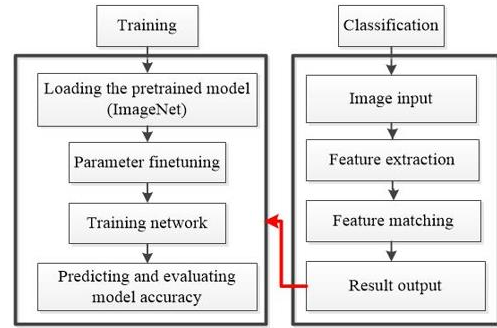 Training
Loading the pretrained model
(ImageNet)
Parameter finetuning
Training network
Predicting and evaluating
model accuracy
Classification
Image input
Feature extraction
Feature matching
Result output